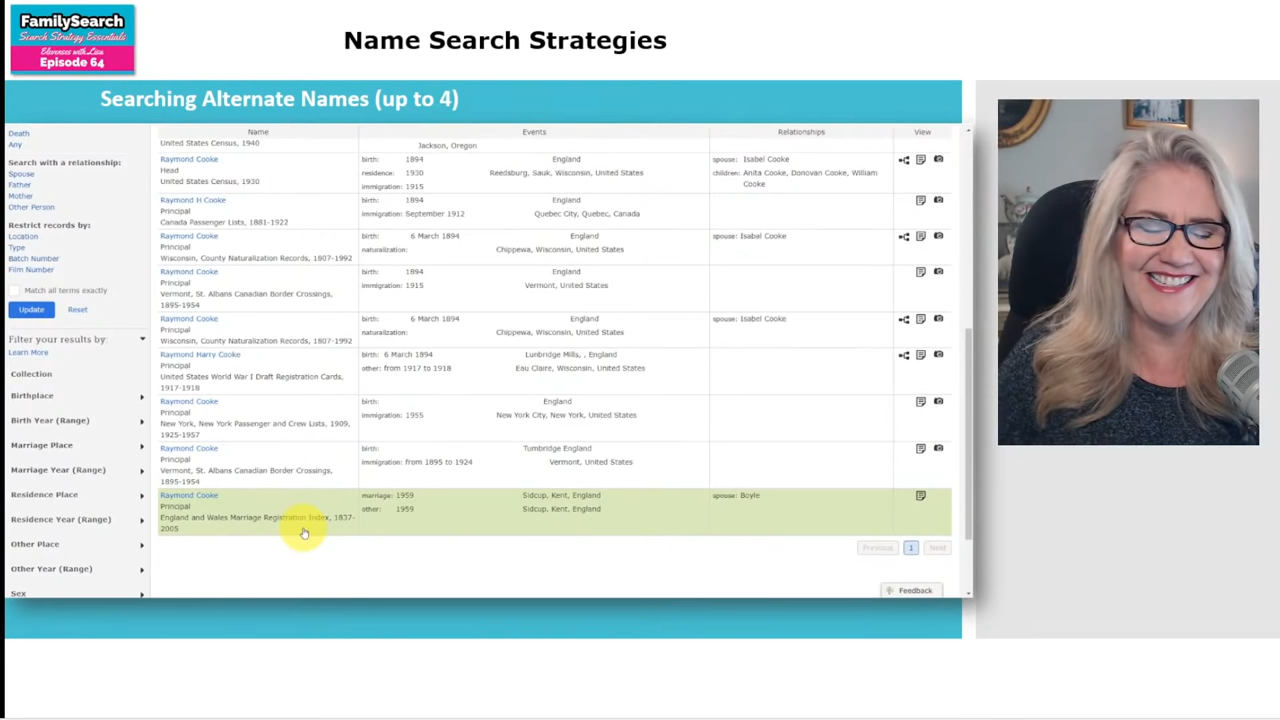 FamilySearch
Search Strategy Essentials
Elevenses with Lisa
Episode 64
Name Search Strategies
Searching Alternate Names (up to 4)
Death
Any
Search with a relationship:
Spouse
Father
Mother
Other Person
Restrict records by:
Location
Type
Batch Number
Film Number
Match all terms exactly
Update Reset
Filter your results by:
Learn More
Collection
Birthplace
Birth Year (Range)
Marriage Place
Marriage Year (Range)
Residence Place
Residence Year (Range)
Other Place
Other Year (Range)
Sex
Name Events Relationships View
United States Census, 1940 Jackson, Oregon
Raymond Cooke birth: 1894 England spouse: Isabel Cooke
Head residence: 1930 Reedsburg, Sauk, Wisconsin, United States children: Anita Cooke, Donovan Cooke, William
United States Census, 1930 immigration: 1915 Cooke
Raymond H Cooke birth: 1894 England
Principal immigration: September 1912 Quebec City, Quebec, Canada
Canada Passenger Lists, 1881-1922
Raymond Cooke birth: 6 March 1894 England spouse: Isabel Cooke
Principal naturalization: Chippewa, Wisconsin, United States
Wisconsin, County Naturalization Records, 1807-1992
Raymond Cooke birth: 1894 England
Principal immigration: 1915 Vermont, United States
Vermont, St. Albans Canadian Border Crossings,
1895-1954
Raymond Cooke birth: 6 March 1894 England spouse: Isabel Cooke
Principal naturalization: Chippewa, Wisconsin, United States
Wisconsin, County Naturalization Records, 1807-1992
Raymond Harry Cooke birth: 6 March 1894 Lunbridge Mills, , England
Principal other: from 1917 to 1918 Eau Claire, Wisconsin, United States
United States World War I Draft Registration Cards,
1917-1918
Raymond Cooke birth: England
Principal immigration: 1955 New York City, New York, United States
New York, New York Passenger and Crew Lists, 1909,
1925-1957
Raymond Cooke birth: Tumbridge England
Principal immigration: from 1895 to 1924 Vermont, United States
Vermont, St. Albans Canadian Border Crossings,
1895-1954
Raymond Cooke marriage: 1959 Sidcup, Kent, England spouse: Boyle
Principal other: 1959 Sidcup, Kent, England
England and Wales Marriage Registration Index, 1837-
2005
Previous 1 Next
Feedback